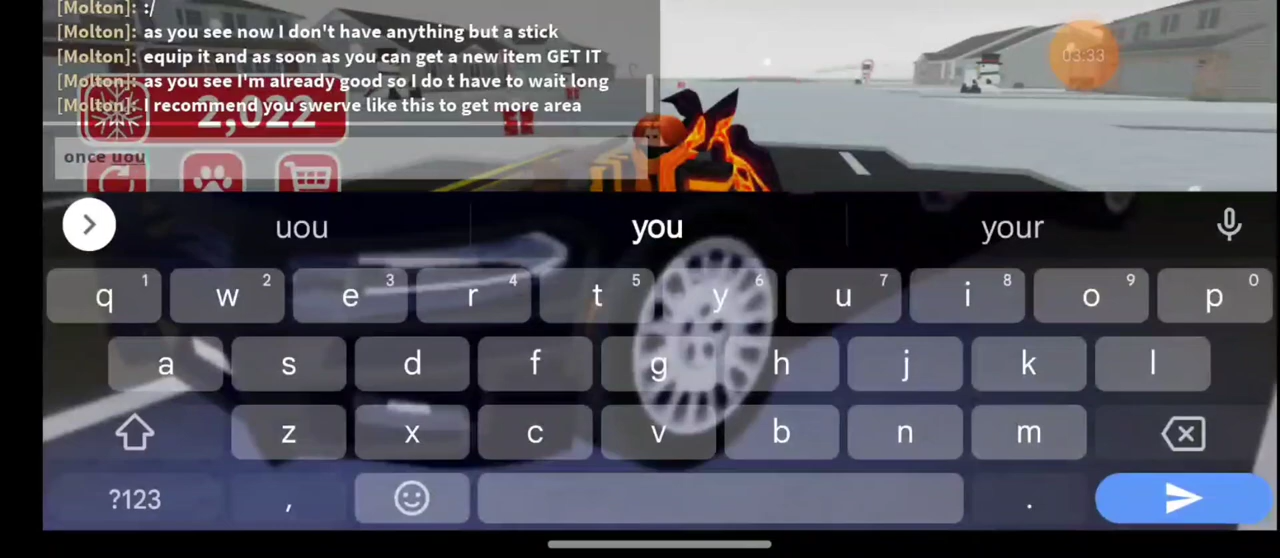 [Molton]: :/
[Molton]: as you see now I don't have anything but a stick
[Molton]: equip it and as soon as you can get a new item GET IT
[Molton]: as you see I'm already good so I do t have to wait long
[Molton]: I recommend you swerve like this to get more area
2,022
03:33
once uou
uou you your
q 1 w 2 e 3 r 4 t 5 y 6 u 7 i 8 o 9 p 0
a s d f g h j k l
z x c v b n m
?123 , .